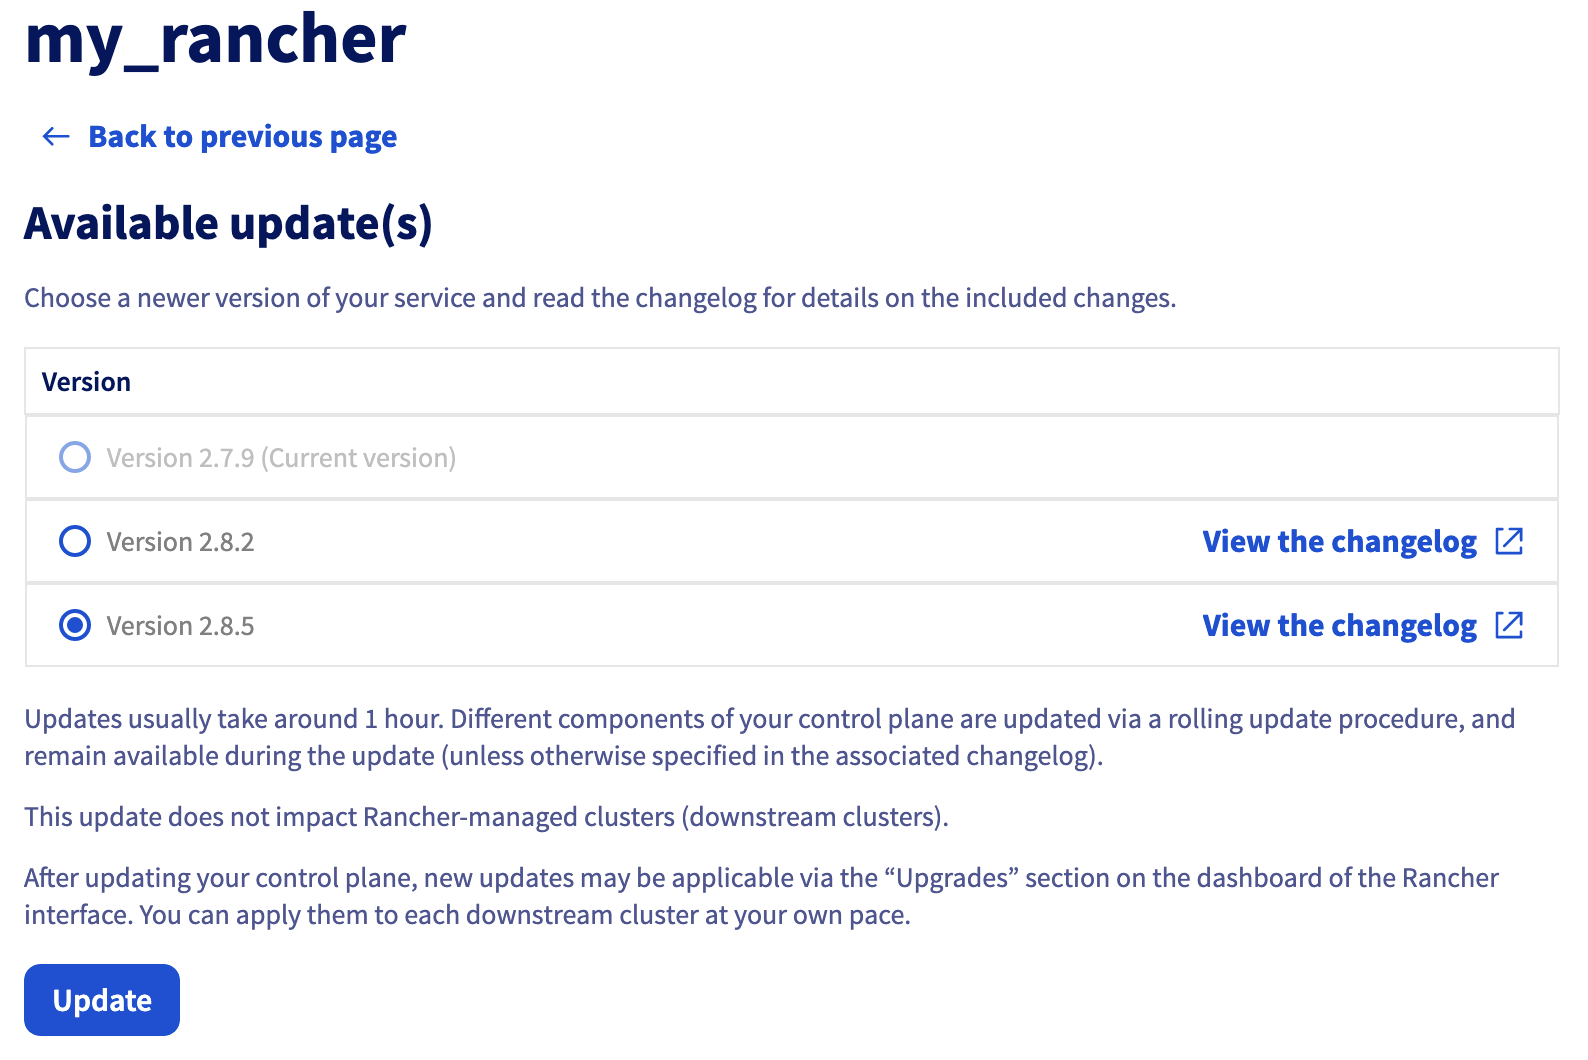 my_rancher
Back to previous page
Available update(s)
Choose a newer version of your service and read the changelog for details on the included changes.
Version
Version 2.7.9 (Current version)
Version 2.8.2 View the changelog
Version 2.8.5 View the changelog
Updates usually take around 1 hour. Different components of your control plane are updated via a rolling update procedure, and
remain available during the update (unless otherwise specified in the associated changelog).
This update does not impact Rancher-managed clusters (downstream clusters).
After updating your control plane, new updates may be applicable via the “Upgrades” section on the dashboard of the Rancher
interface. You can apply them to each downstream cluster at your own pace.
Update